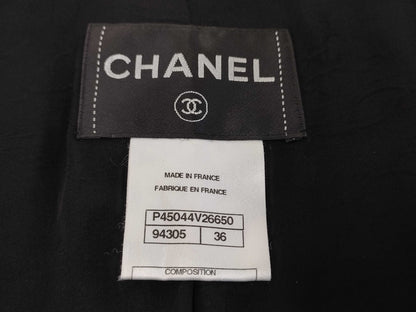 CHANEL
MADE IN FRANCE
FABRIQUE EN FRANCE
P45044V26650
94305 36
COMPOSITION